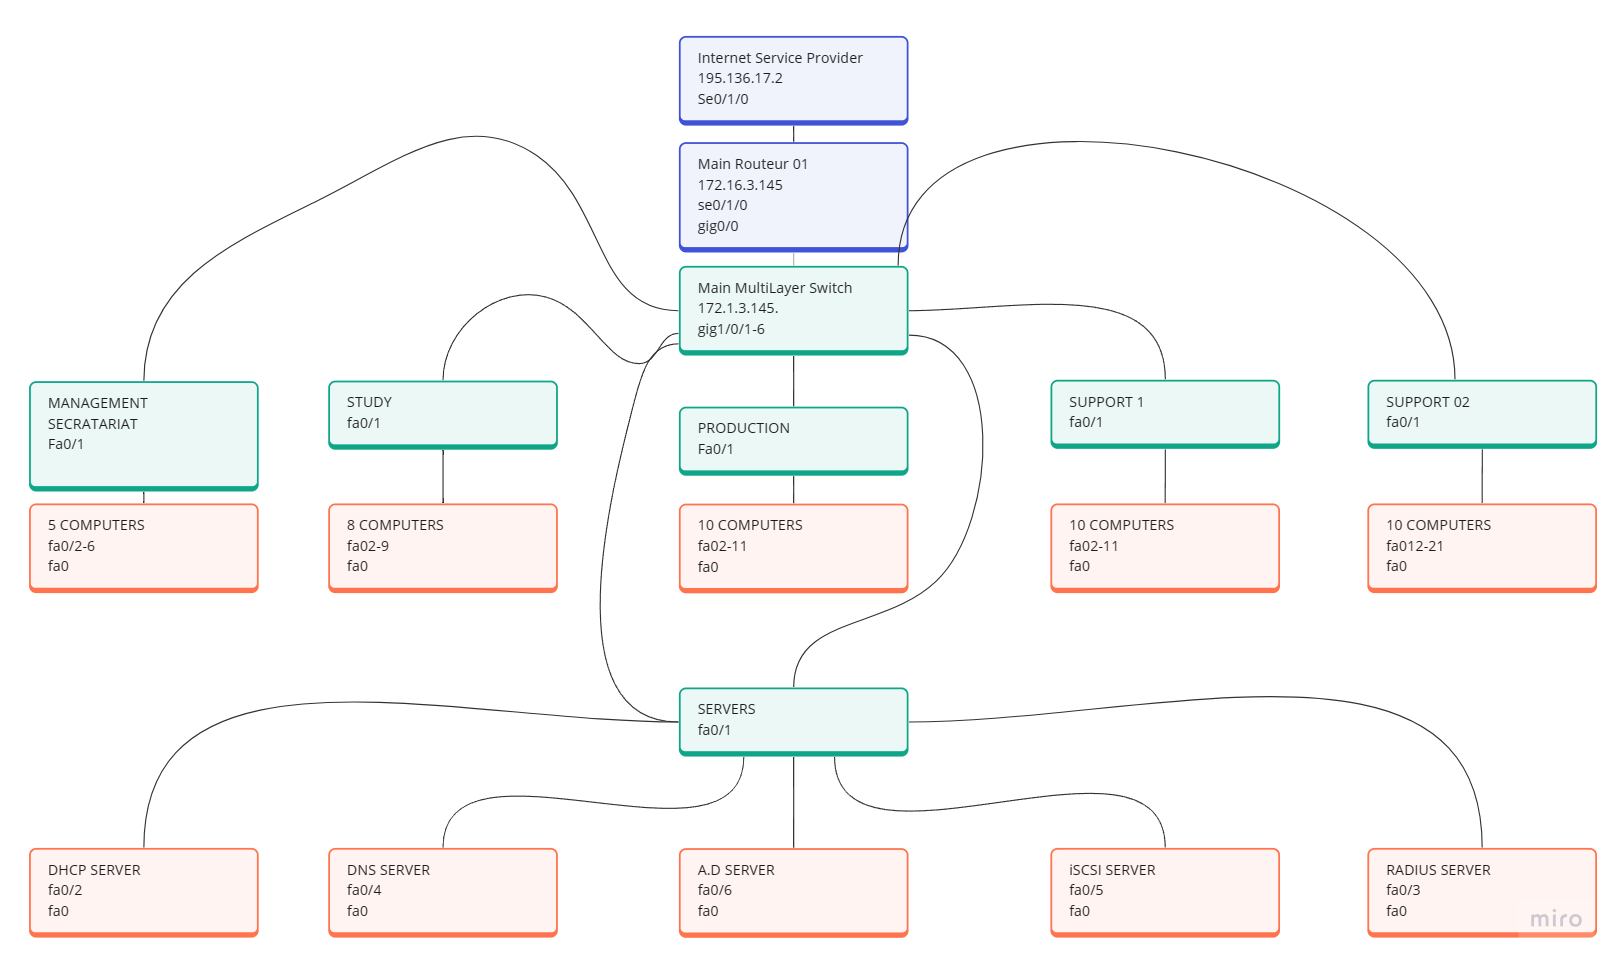 Internet Service Provider
195.136.17.2
Se0/1/0
Main Routeur 01
172.16.3.145
se0/1/0
gig0/0
Main MultiLayer Switch
172.1.3.145.
gig1/0/1-6
MANAGEMENT
SECRATARIAT
Fa0/1
STUDY
fa0/1
PRODUCTION
Fa0/1
SUPPORT 1
fa0/1
SUPPORT 02
fa0/1
5 COMPUTERS
fa0/2-6
fa0
8 COMPUTERS
fa02-9
fa0
10 COMPUTERS
fa02-11
fa0
10 COMPUTERS
fa02-11
fa0
10 COMPUTERS
fa012-21
fa0
SERVERS
fa0/1
DHCP SERVER
fa0/2
fa0
DNS SERVER
fa0/4
fa0
A.D SERVER
fa0/6
fa0
iSCSI SERVER
fa0/5
fa0
RADIUS SERVER
fa0/3
fa0
miro